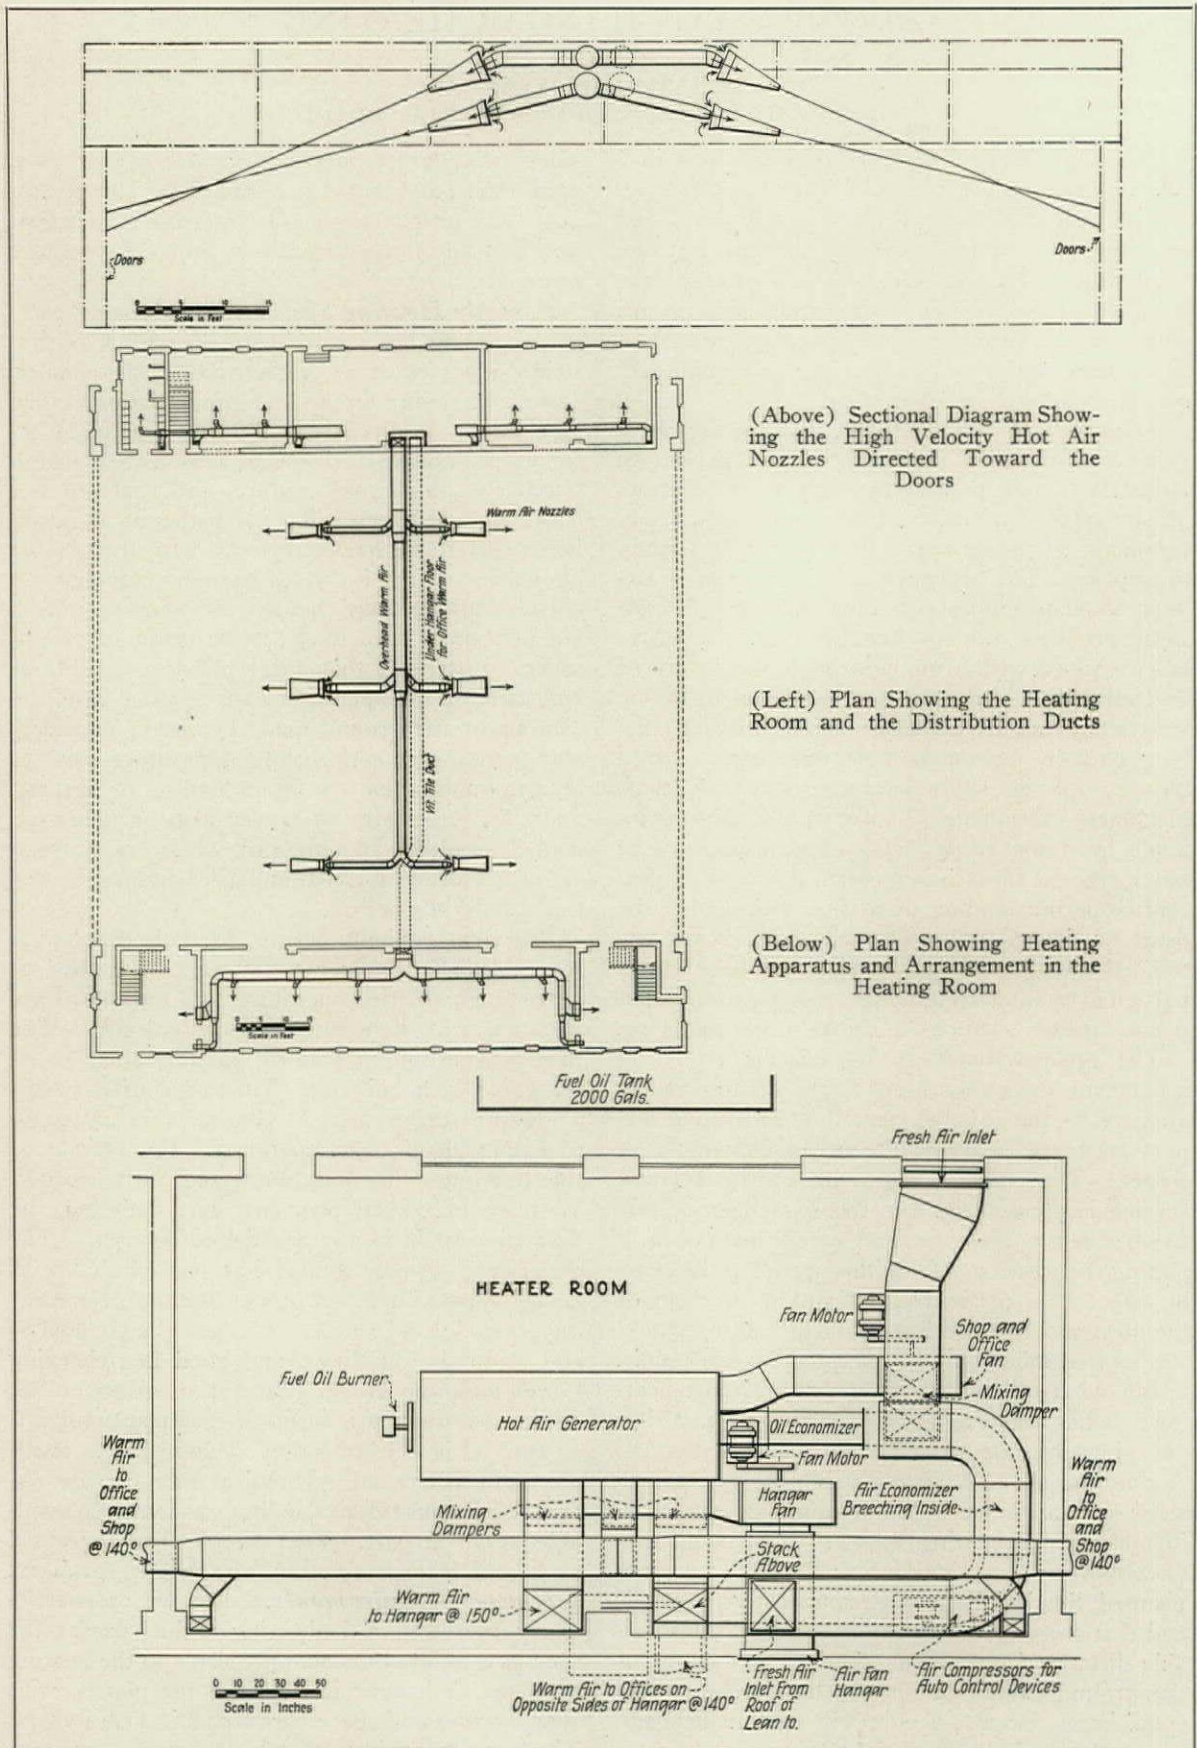 Doors
Doors
0 5 10 15
Scale in Feet
(Above) Sectional Diagram Show-
ing the High Velocity Hot Air
Nozzles Directed Toward the
Doors
Warm Air Nozzles
Overhead Warm Air
Under Hangar Floor
for Office Warm Air
(Left) Plan Showing the Heating
Room and the Distribution Ducts
Vit. Tile Duct
(Below) Plan Showing Heating
Apparatus and Arrangement in the
Heating Room
0 5 10 15
Scale in Feet
Fuel Oil Tank
2000 Gals.
Fresh Air Inlet
HEATER ROOM
Fan Motor
Shop and
Office
Fan
Mixing
Damper
Fuel Oil Burner
Hot Air Generator
Oil Economizer
Fan Motor
Warm
Air
to
Office
and
Shop
@ 140°
Mixing
Dampers
Hangar
Fan
Air Economizer
Breeching Inside
Warm
Air
to
Office
and
Shop
@ 140°
Stack
Above
Warm Air
to Hangar @ 150°
0 10 20 30 40 50
Scale in Inches
Warm Air to Offices on
Opposite Sides of Hangar @ 140°
Fresh Air
Inlet From
Roof of
Lean to.
Air Fan
Hangar
Air Compressors for
Auto Control Devices